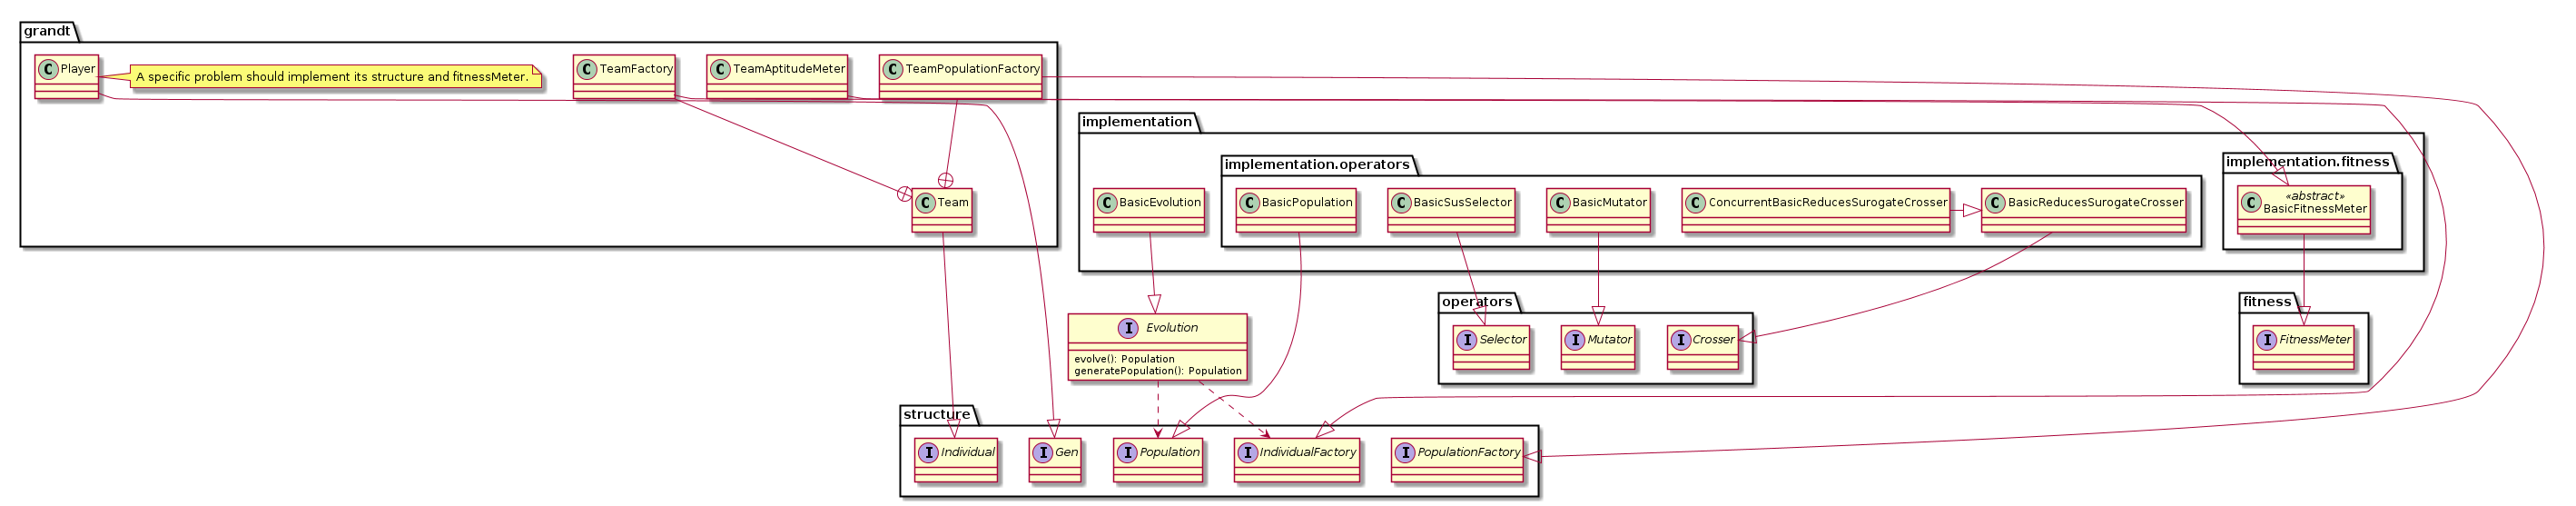 grandt
C Player
A specific problem should implement its structure and fitnessMeter.
C TeamFactory
C TeamAptitudeMeter
C TeamPopulationFactory
C Team
implementation
C BasicEvolution
implementation.operators
C BasicPopulation
C BasicSusSelector
C BasicMutator
C ConcurrentBasicReducesSurogateCrosser
C BasicReducesSurogateCrosser
implementation.fitness
«abstract»
C BasicFitnessMeter
I Evolution
evolve(): Population
generatePopulation(): Population
operators
I Selector
I Mutator
I Crosser
fitness
I FitnessMeter
structure
I Individual
I Gen
I Population
I IndividualFactory
I PopulationFactory